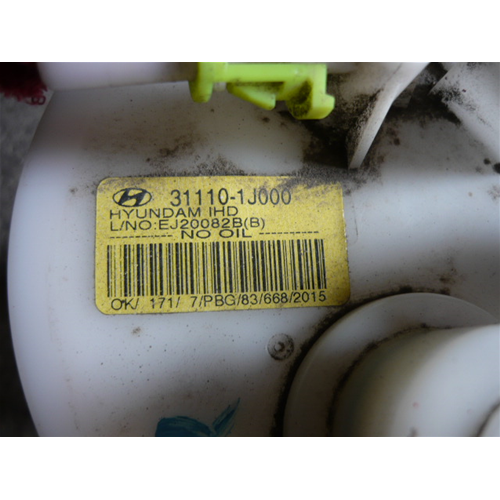 31110-1J000
HYUNDAM IHD
L/NO:EJ20082B(B)
NO OIL
OK/ 171/ 7/PBG/83/668/2015